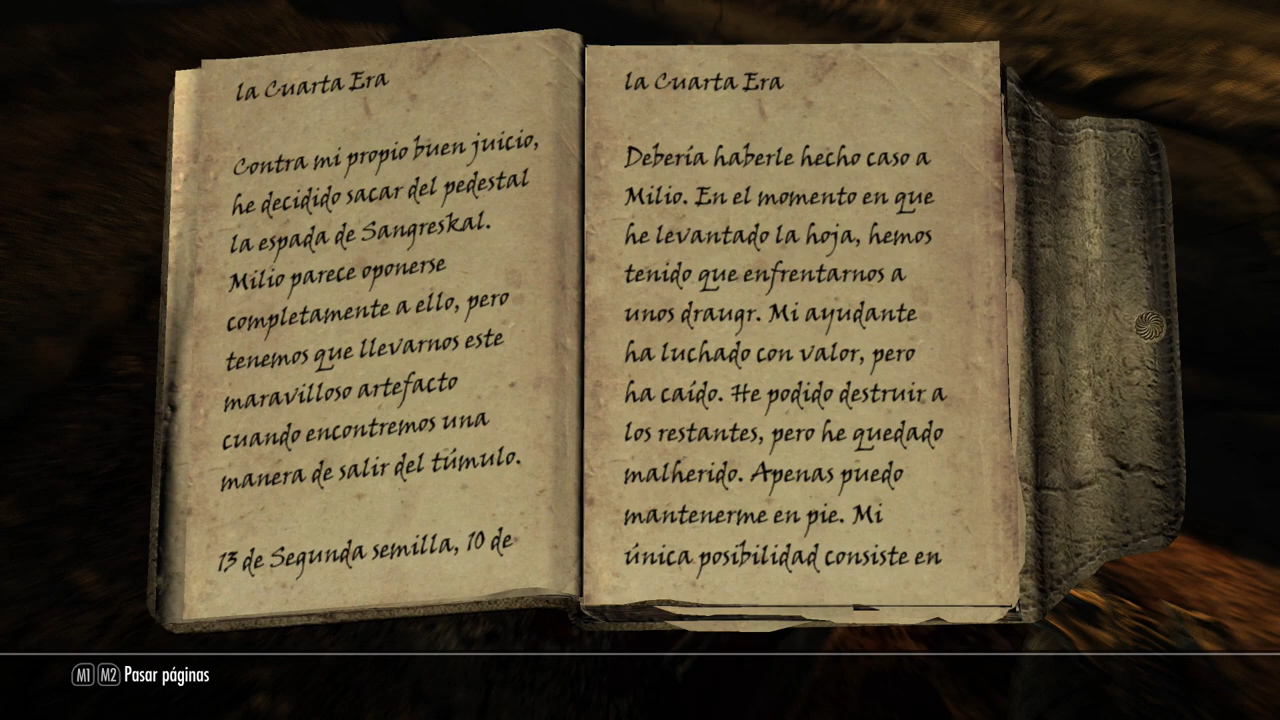 la Cuarta Era
Contra mi propio buen juicio,
he decidido sacar del pedestal
la espada de Sangreskal.
Milio parece oponerse
completamente a ello, pero
tenemos que llevarnos este
maravilloso artefacto
cuando encontremos una
manera de salir del túmulo.
13 de Segunda semilla, 10 de
la Cuarta Era
Debería haberle hecho caso a
Milio. En el momento en que
he levantado la hoja, hemos
tenido que enfrentarnos a
unos draugr. Mi ayudante
ha luchado con valor, pero
ha caído. He podido destruir a
los restantes, pero he quedado
malherido. Apenas puedo
mantenerme en pie. Mi
única posibilidad consiste en
M1 M2 Pasar páginas